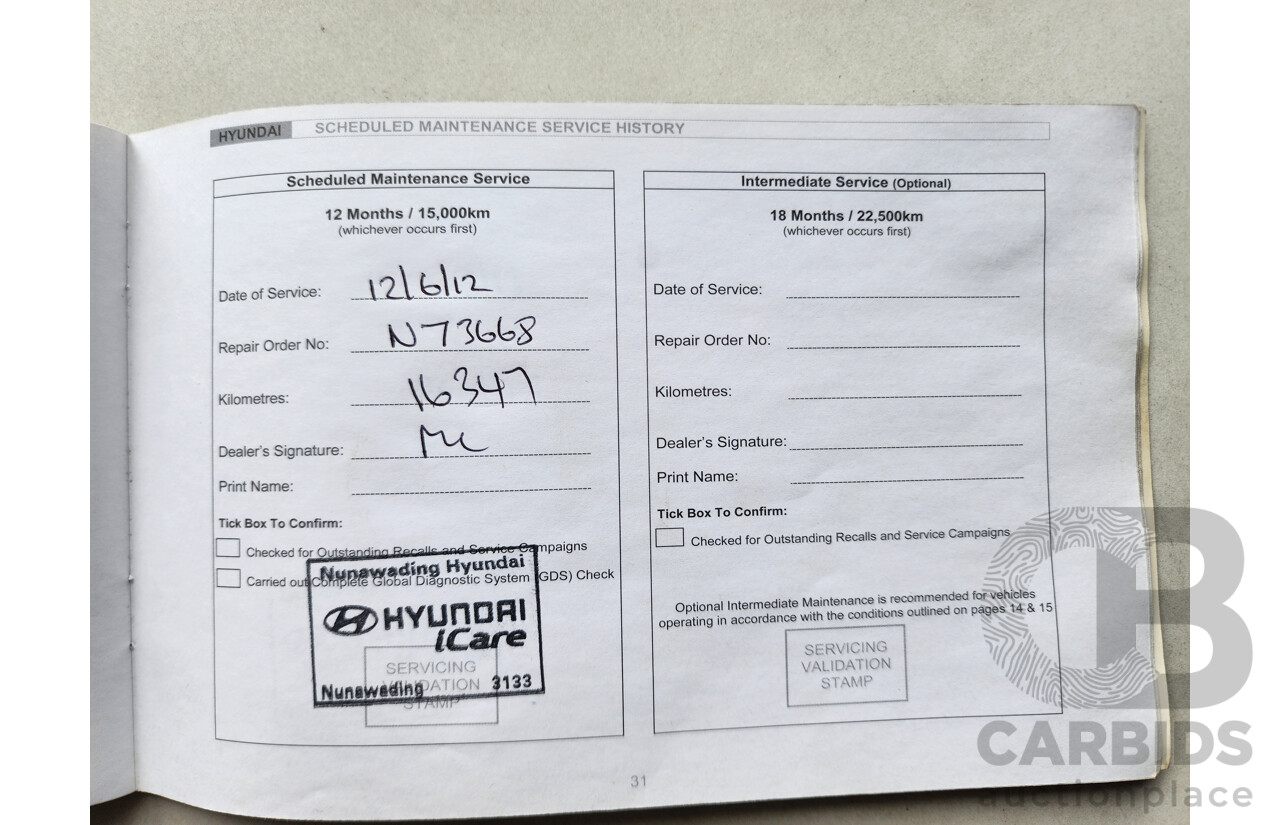 HYUNDAI SCHEDULED MAINTENANCE SERVICE HISTORY
Scheduled Maintenance Service
12 Months / 15,000km
(whichever occurs first)
Date of Service: 12/6/12
Repair Order No: N73668
Kilometres: 16347
Dealer's Signature:
Print Name:
Tick Box To Confirm:
Checked for Outstanding Recalls and Service Campaigns
Carried out Complete Global Diagnostic System (GDS) Check
Nunawading Hyundai
HYUNDAI
iCare
Nunawading 3133
SERVICING
VALIDATION
STAMP
Intermediate Service (Optional)
18 Months / 22,500km
(whichever occurs first)
Date of Service:
Repair Order No:
Kilometres:
Dealer's Signature:
Print Name:
Tick Box To Confirm:
Checked for Outstanding Recalls and Service Campaigns
Optional Intermediate Maintenance is recommended for vehicles
operating in accordance with the conditions outlined on pages 14 & 15
SERVICING
VALIDATION
STAMP
31
CARBIDS
auctionplace